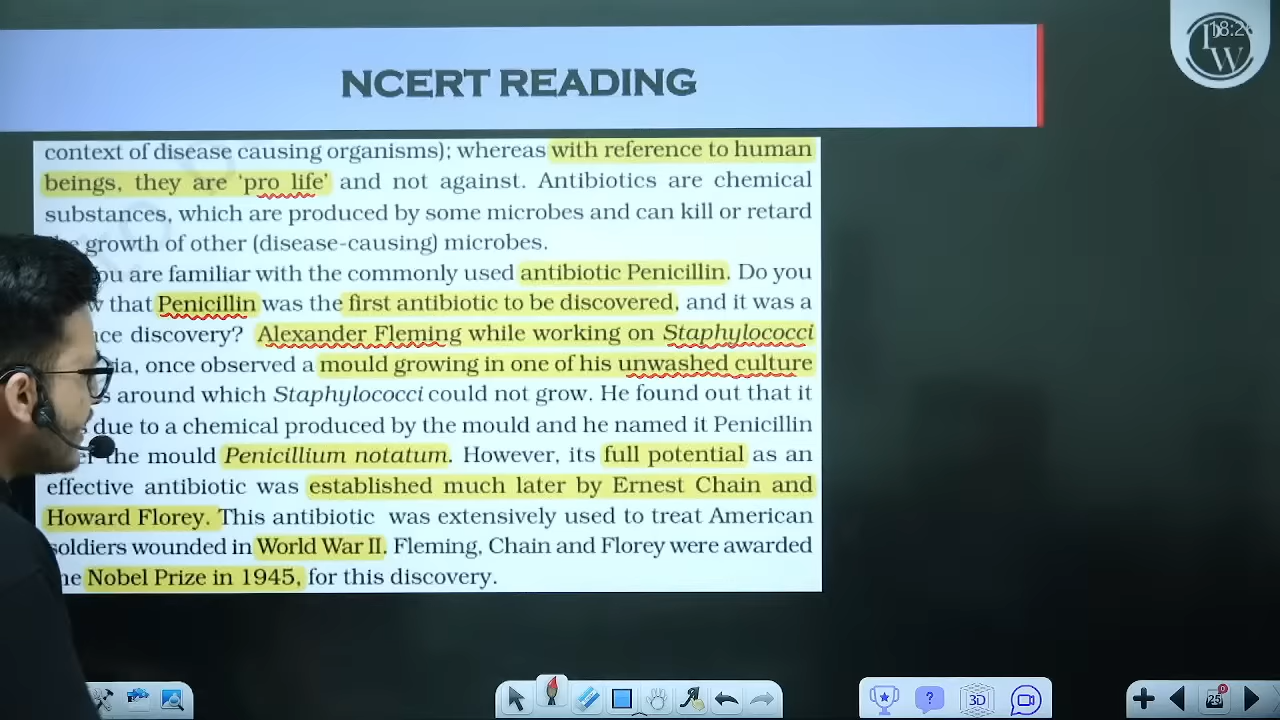 NCERT READING
context of disease causing organisms); whereas with reference to human
beings, they are ‘pro life’ and not against. Antibiotics are chemical
substances, which are produced by some microbes and can kill or retard
growth of other (disease-causing) microbes.
you are familiar with the commonly used antibiotic Penicillin. Do you
that Penicillin was the first antibiotic to be discovered, and it was a
discovery? Alexander Fleming while working on Staphylococci
once observed a mould growing in one of his unwashed culture
around which Staphylococci could not grow. He found out that it
due to a chemical produced by the mould and he named it Penicillin
the mould Penicillium notatum. However, its full potential as an
effective antibiotic was established much later by Ernest Chain and
Howard Florey. This antibiotic was extensively used to treat American
soldiers wounded in World War II. Fleming, Chain and Florey were awarded
Nobel Prize in 1945, for this discovery.
3D